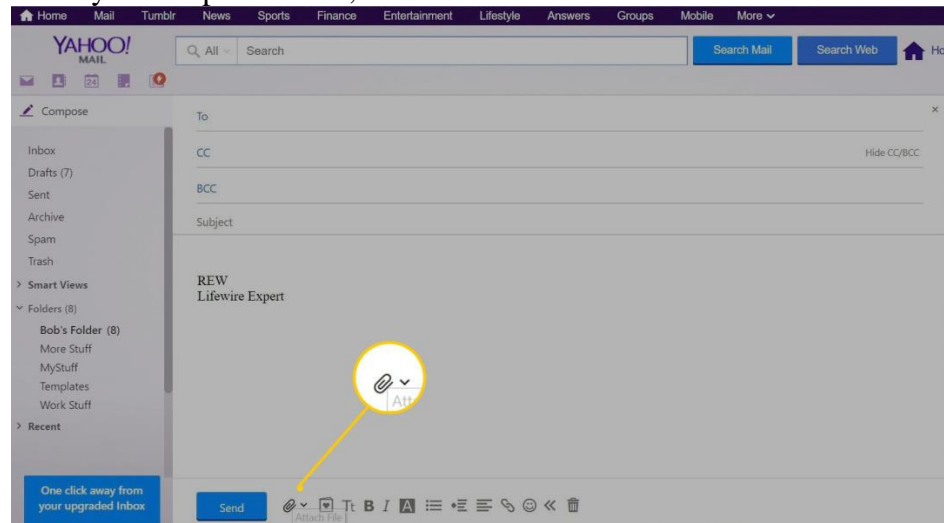 Home Mail Tumblr News Sports Finance Entertainment Lifestyle Answers Groups Mobile More
YAHOO!
MAIL
All Search Search Mail Search Web
24
Compose
To
Inbox
CC Hide CC/BCC
Drafts (7)
Sent
BCC
Archive
Subject
Spam
Trash
Smart Views
REW
Lifewire Expert
Folders (8)
Bob's Folder (8)
More Stuff
MyStuff
Templates
Work Stuff
Recent
One click away from
your upgraded Inbox
Send Tt B I A
Attach File